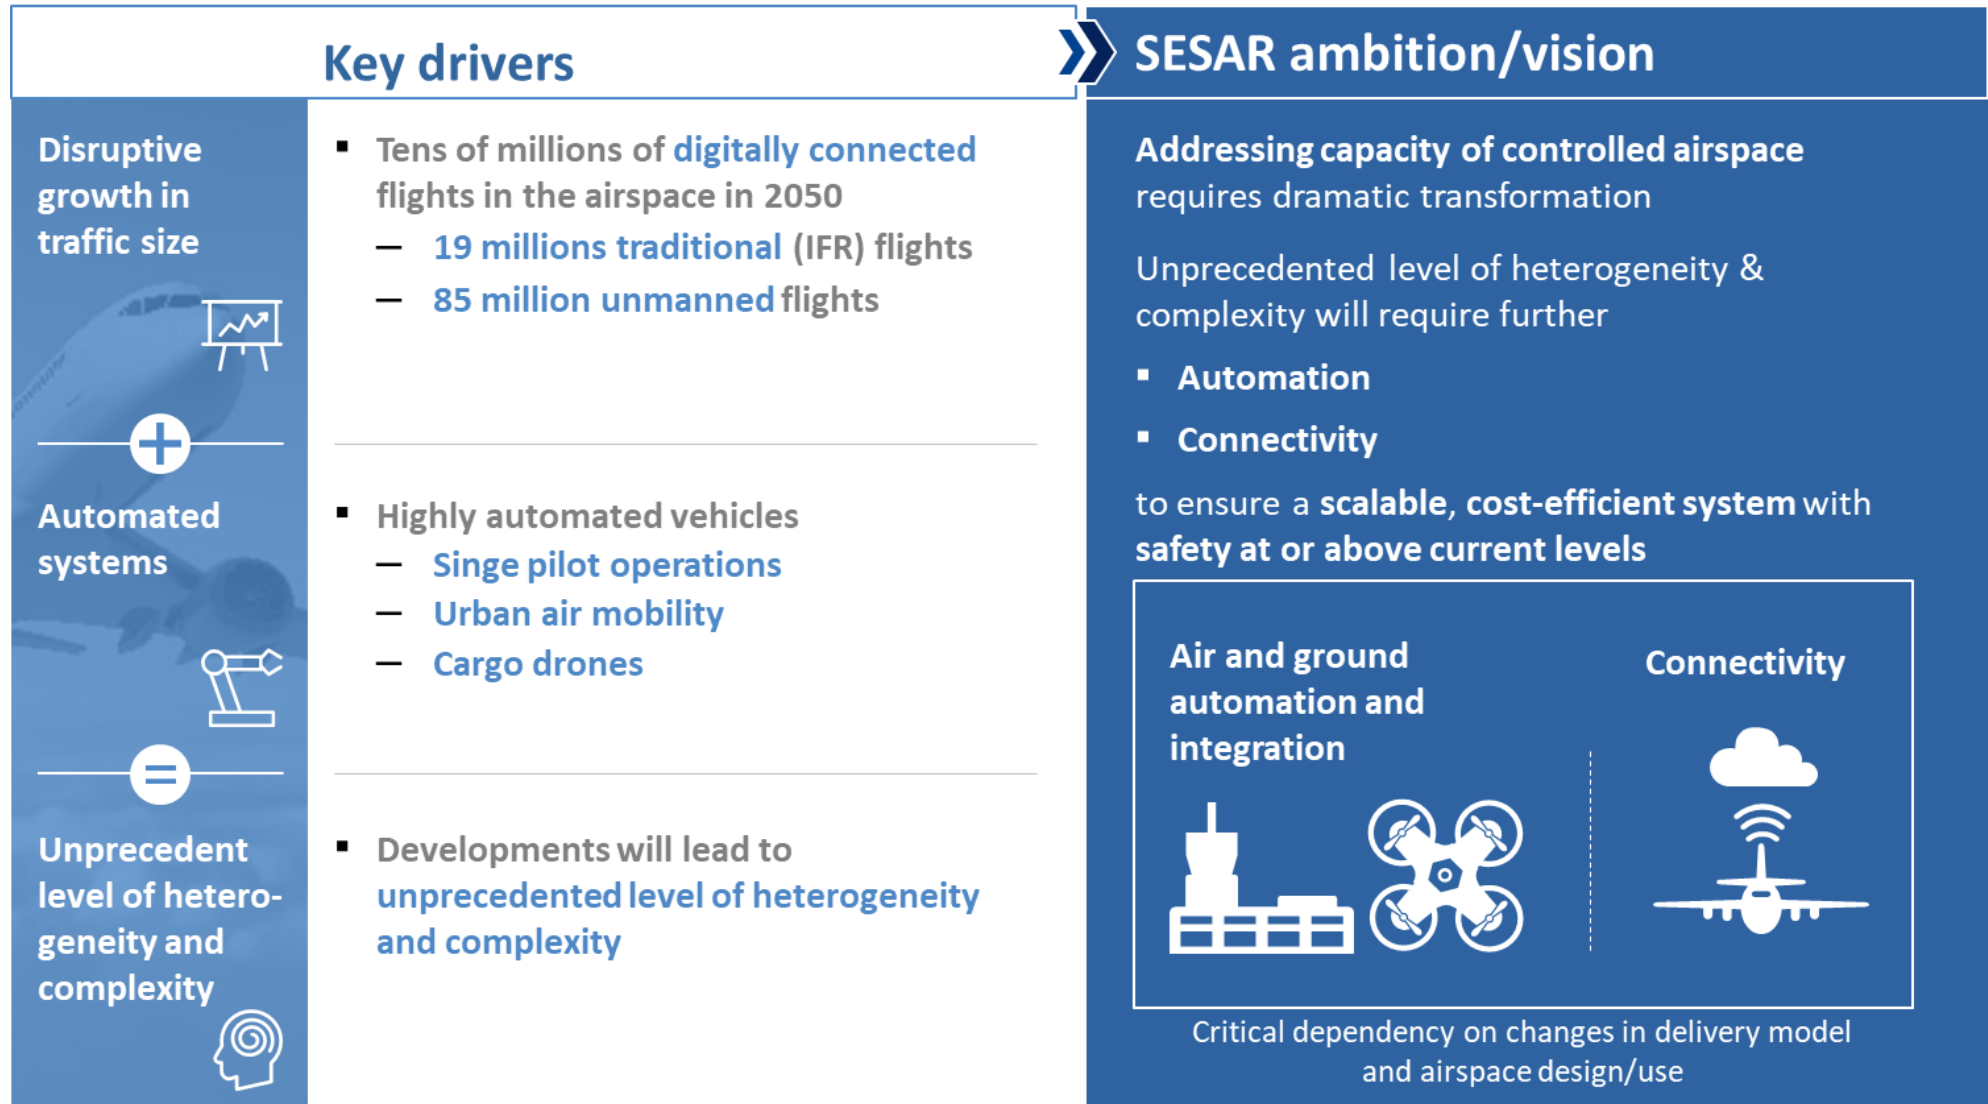 Key drivers
SESAR ambition/vision
Disruptive
growth in
traffic size
▪ Tens of millions of digitally connected
flights in the airspace in 2050
– 19 millions traditional (IFR) flights
– 85 million unmanned flights
+
Automated
systems
▪ Highly automated vehicles
– Singe pilot operations
– Urban air mobility
– Cargo drones
=
Unprecedent
level of hetero-
geneity and
complexity
▪ Developments will lead to
unprecedented level of heterogeneity
and complexity
Addressing capacity of controlled airspace
requires dramatic transformation
Unprecedented level of heterogeneity &
complexity will require further
▪ Automation
▪ Connectivity
to ensure a scalable, cost-efficient system with
safety at or above current levels
Air and ground
automation and
integration
Connectivity
Critical dependency on changes in delivery model
and airspace design/use